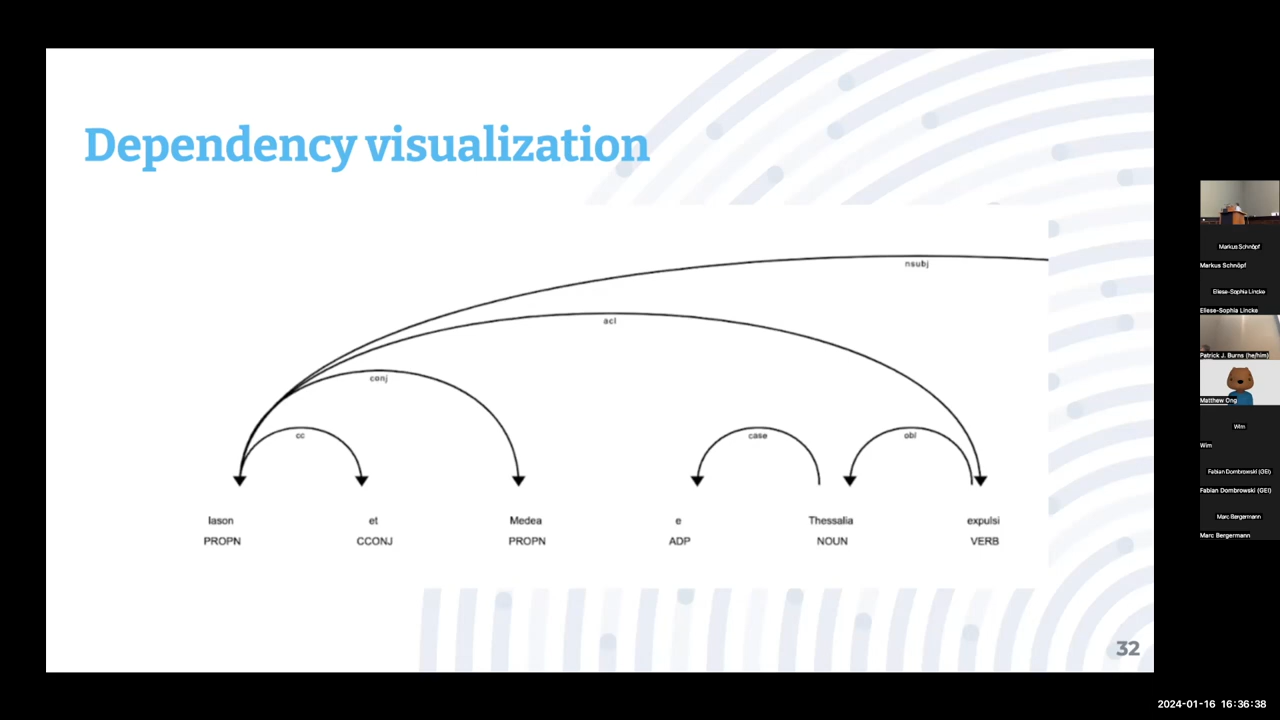 Dependency visualization
nsubj
acl
conj
cc
case
obl
Iason et Medea e Thessalia expulsi
PROPN CCONJ PROPN ADP NOUN VERB
32
Markus Schnöpf
Markus Schnöpf
Eliese-Sophia Lincke
Eliese-Sophia Lincke
Patrick J. Burns (he/him)
Matthew Ong
Wim
Wim
Fabian Dombrowski (GEI)
Fabian Dombrowski (GEI)
Marc Bergermann
Marc Bergermann
2024-01-16 16:36:38